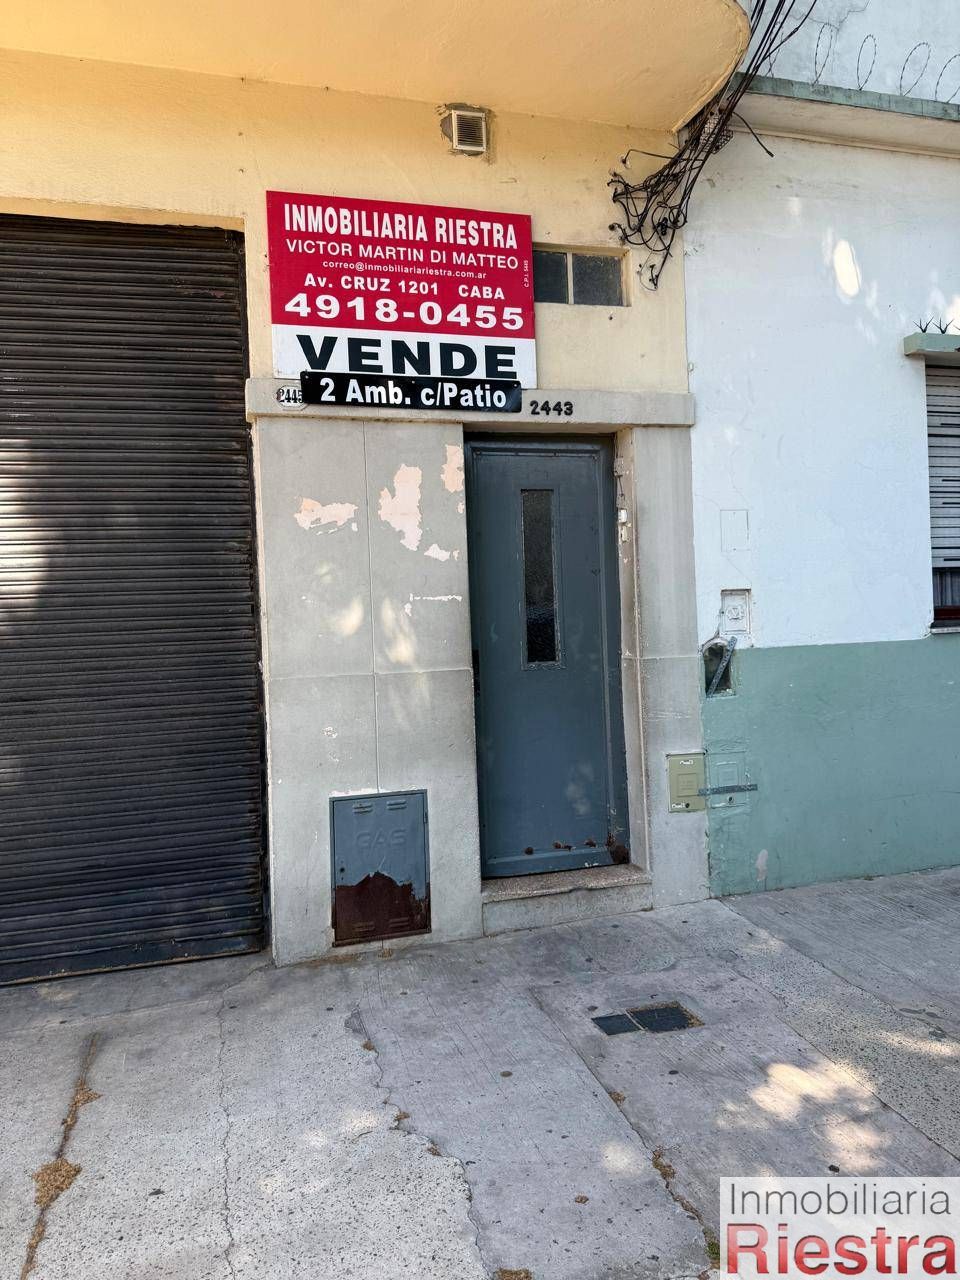 INMOBILIARIA RIESTRA
VICTOR MARTIN DI MATTEO
correo@inmobiliariariestra.com.ar
C.P.I. 5445
Av. CRUZ 1201 CABA
4918-0455
VENDE
2 Amb. c/Patio
2445
2443
GAS
Inmobiliaria
Riestra